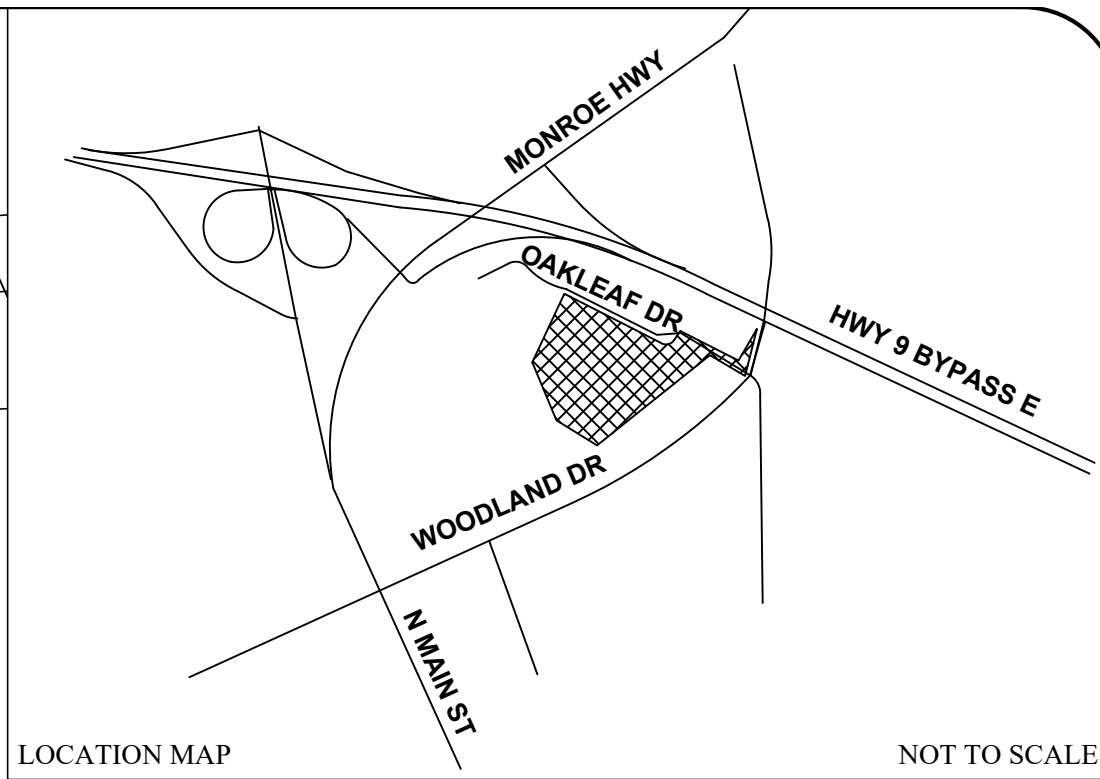 MONROE HWY
OAKLEAF DR
HWY 9 BYPASS E
WOODLAND DR
N MAIN ST
LOCATION MAP
NOT TO SCALE